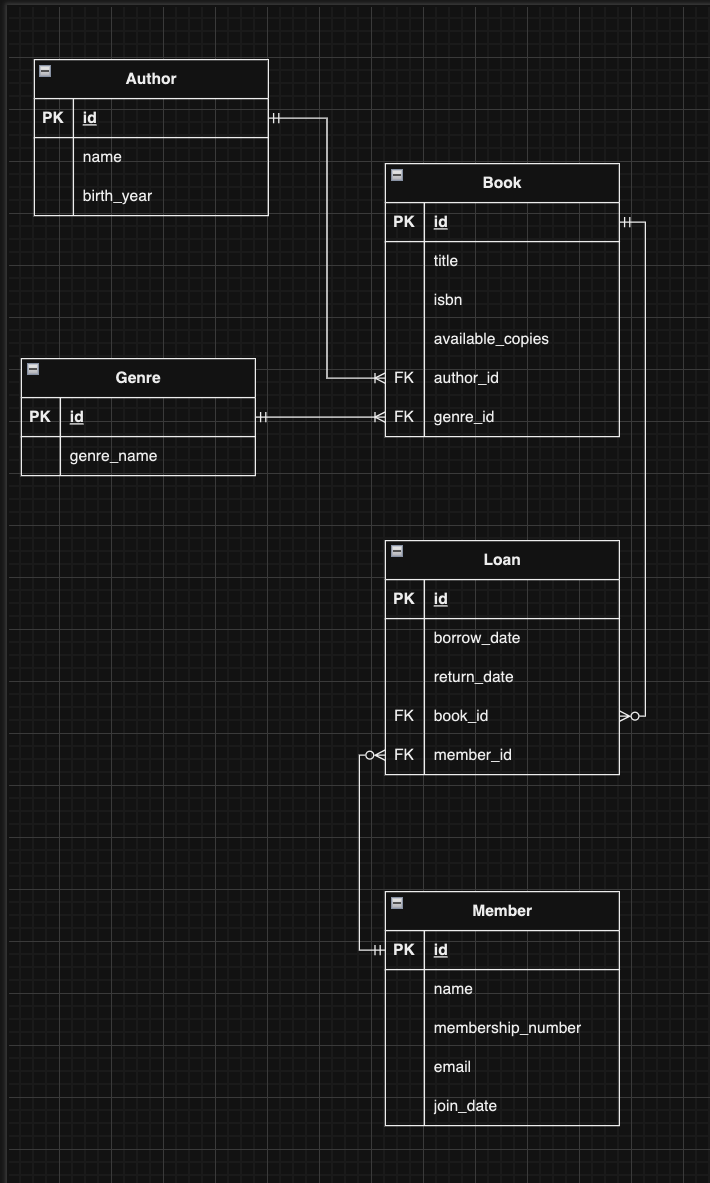 Author
PK id
name
birth_year
Book
PK id
title
isbn
available_copies
FK author_id
FK genre_id
Genre
PK id
genre_name
Loan
PK id
borrow_date
return_date
FK book_id
FK member_id
Member
PK id
name
membership_number
email
join_date